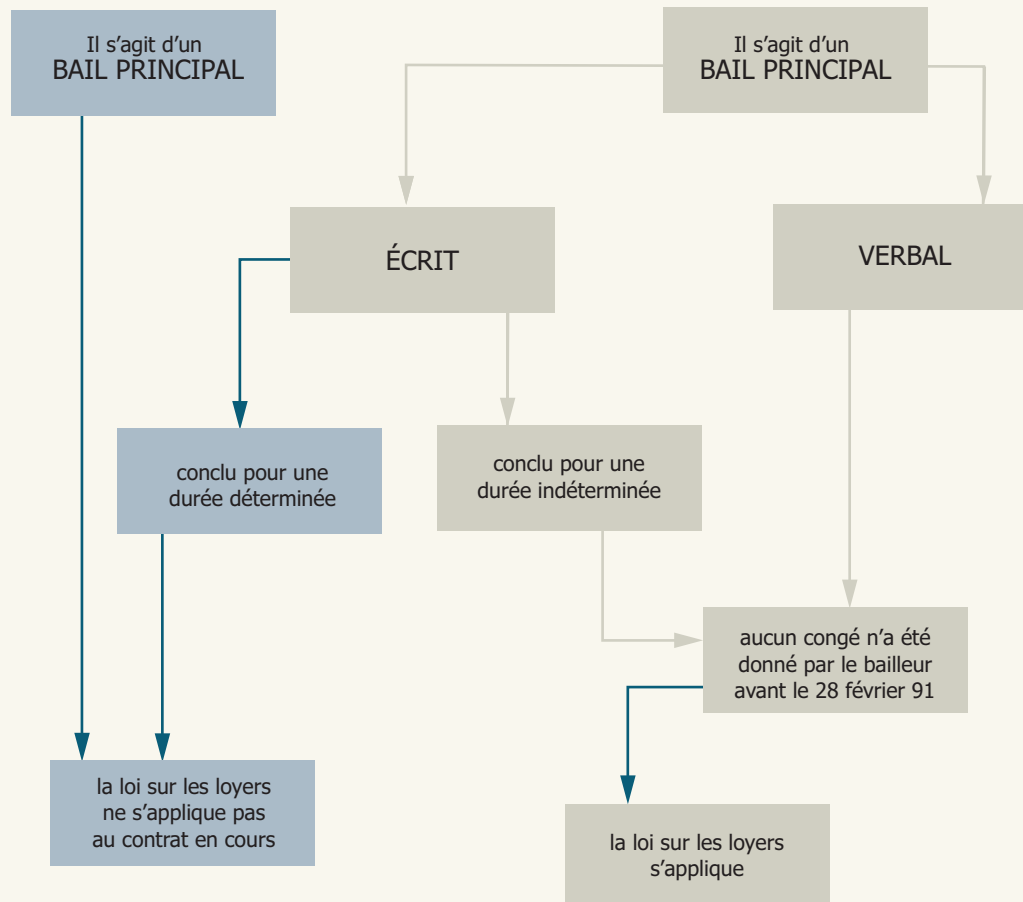 Il s’agit d’un
BAIL PRINCIPAL
Il s’agit d’un
BAIL PRINCIPAL
ÉCRIT
VERBAL
conclu pour une
durée déterminée
conclu pour une
durée indéterminée
aucun congé n’a été
donné par le bailleur
avant le 28 février 91
la loi sur les loyers
ne s’applique pas
au contrat en cours
la loi sur les loyers
s’applique